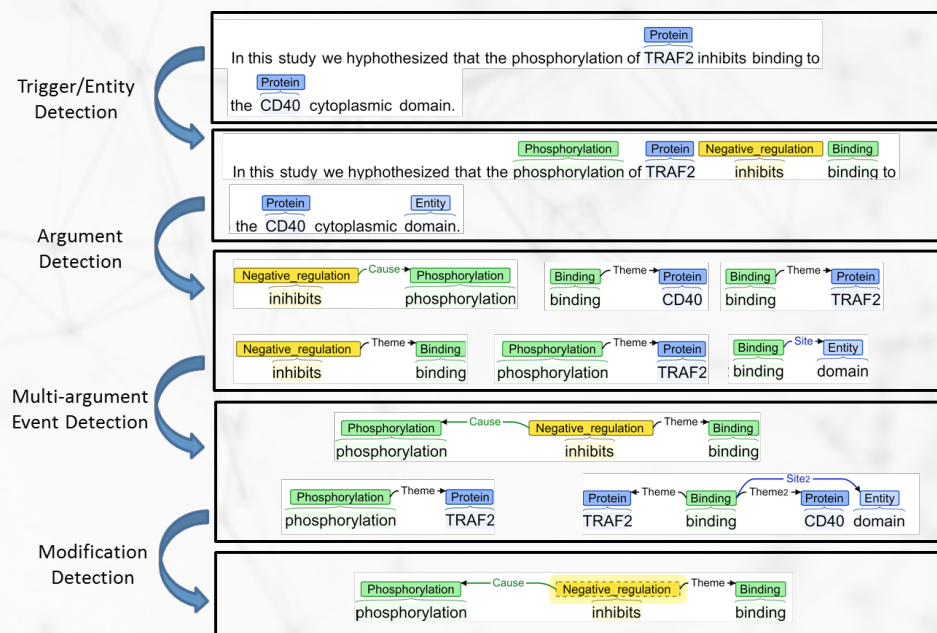 Protein
In this study we hyphothesized that the phosphorylation of TRAF2 inhibits binding to
Protein
the CD40 cytoplasmic domain.
Trigger/Entity
Detection
Phosphorylation Protein Negative_regulation Binding
In this study we hyphothesized that the phosphorylation of TRAF2 inhibits binding to
Protein Entity
the CD40 cytoplasmic domain.
Argument
Detection
Negative_regulation Cause Phosphorylation Binding Theme Protein Binding Theme Protein
inihibits phosphorylation binding CD40 binding TRAF2
Negative_regulation Theme Binding Phosphorylation Theme Protein Binding Site Entity
inhibits binding phosphorylation TRAF2 binding domain
Multi-argument
Event Detection
Phosphorylation Cause Negative_regulation Theme Binding
phosphorylation inhibits binding
Site2
Phosphorylation Theme Protein Protein Theme Binding Theme2 Protein Entity
phosphorylation TRAF2 TRAF2 binding CD40 domain
Modification
Detection
Phosphorylation Cause Negative_regulation Theme Binding
phosphorylation inhibits binding